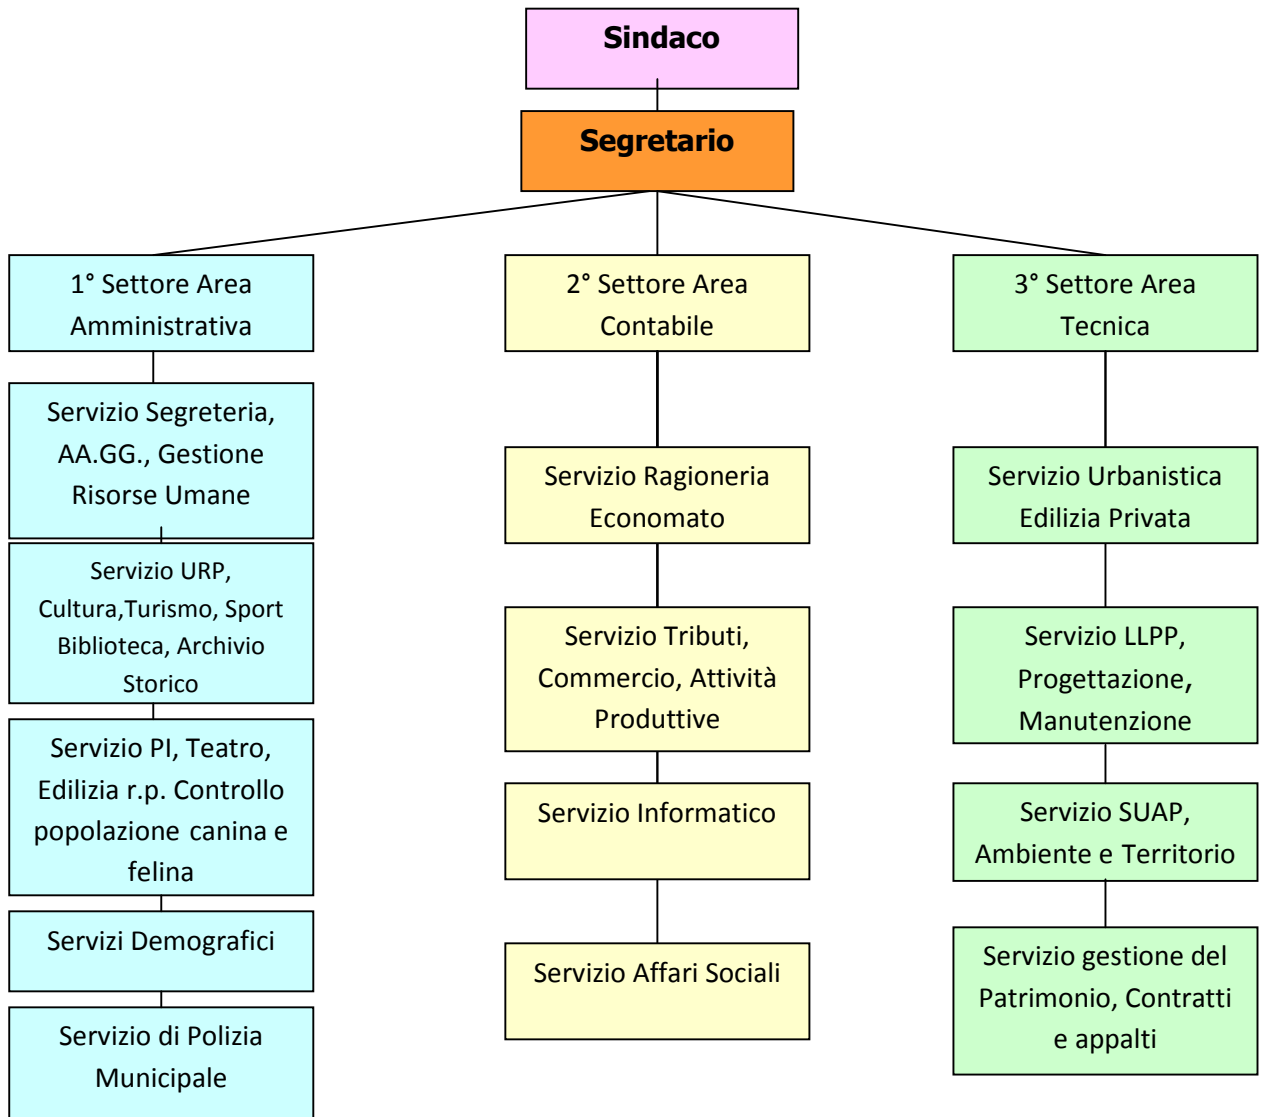 Sindaco
Segretario
1° Settore Area
Amministrativa
Servizio Segreteria,
AA.GG., Gestione
Risorse Umane
Servizio URP,
Cultura,Turismo, Sport
Biblioteca, Archivio
Storico
Servizio PI, Teatro,
Edilizia r.p. Controllo
popolazione canina e
felina
Servizi Demografici
Servizio di Polizia
Municipale
2° Settore Area
Contabile
Servizio Ragioneria
Economato
Servizio Tributi,
Commercio, Attività
Produttive
Servizio Informatico
Servizio Affari Sociali
3° Settore Area
Tecnica
Servizio Urbanistica
Edilizia Privata
Servizio LLPP,
Progettazione,
Manutenzione
Servizio SUAP,
Ambiente e Territorio
Servizio gestione del
Patrimonio, Contratti
e appalti